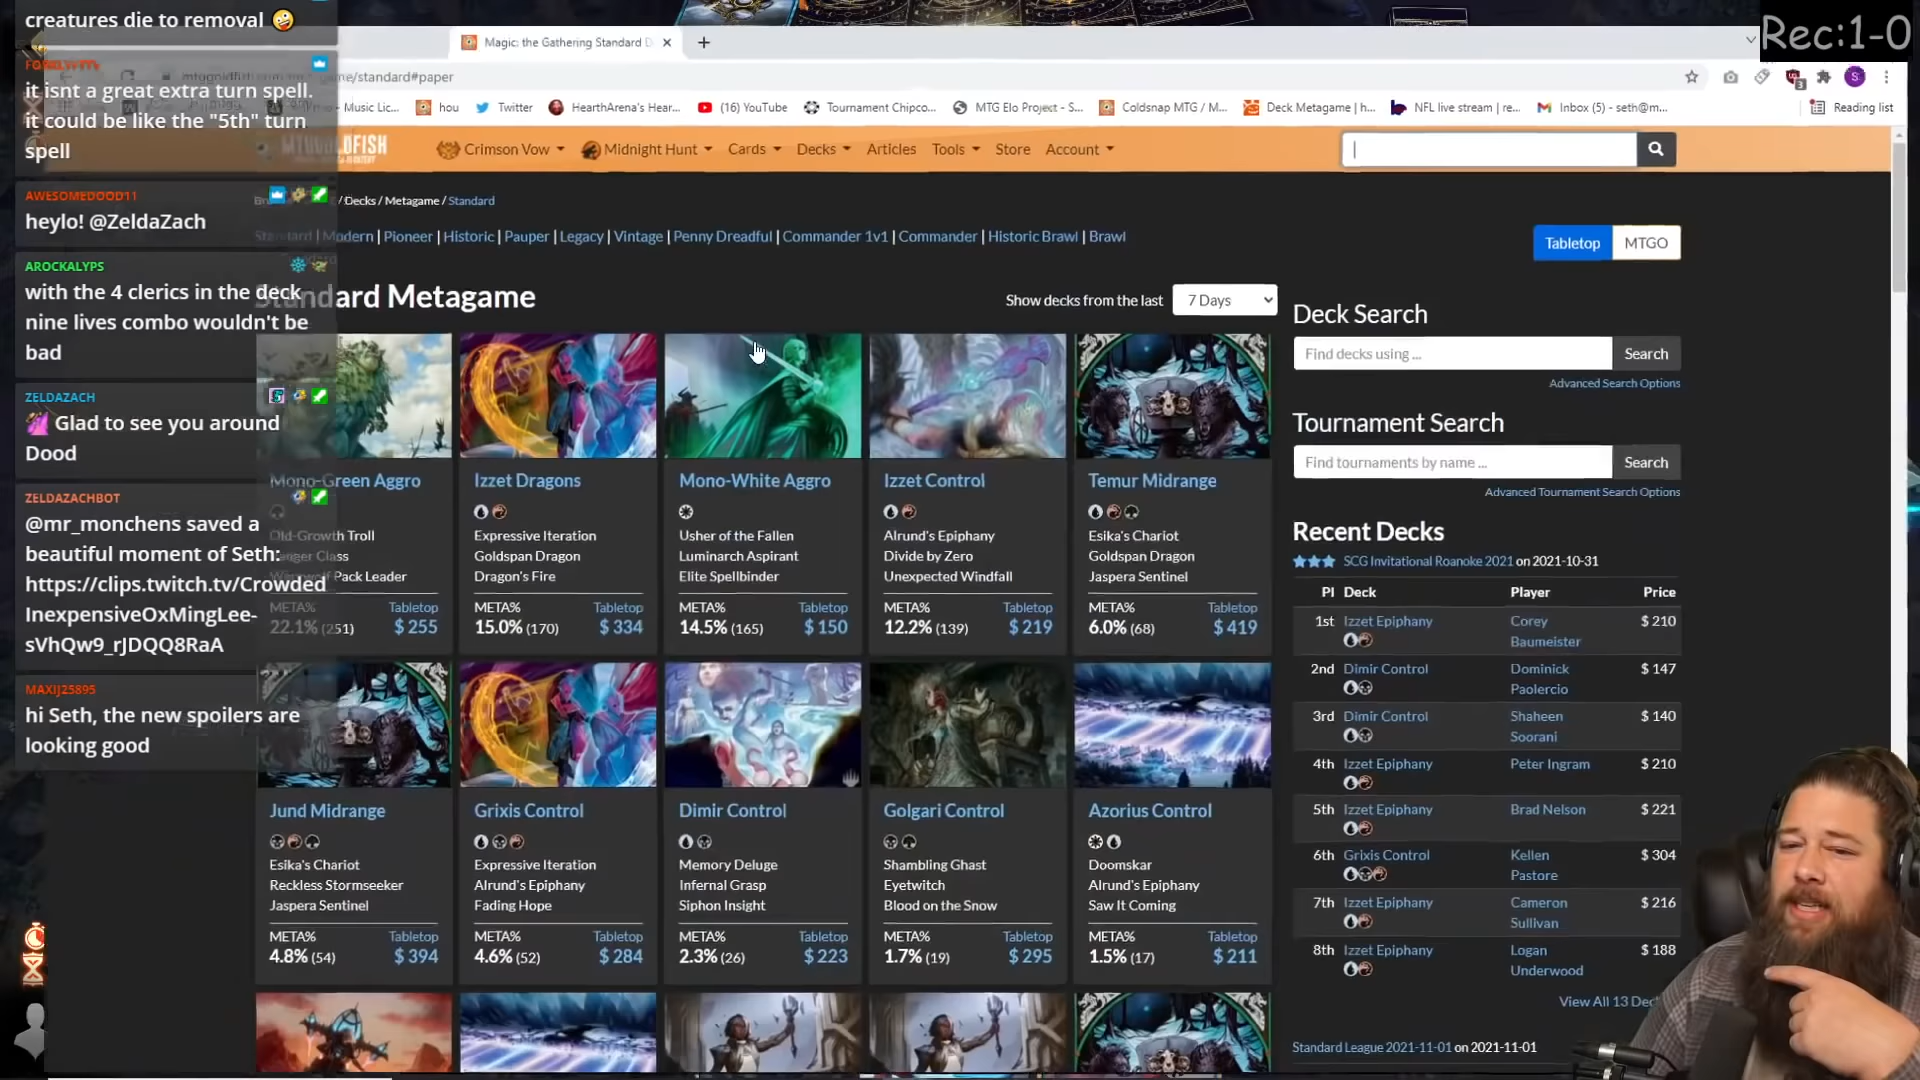 creatures die to removal 🤪
it isnt a great extra turn spell.
it could be like the "5th" turn
spell
AWESOMEDOOD11
heylo! @ZeldaZach
AROCKALYPS
with the 4 clerics in the deck
nine lives combo wouldn't be
bad
ZELDAZACH
Glad to see you around
Dood
ZELDAZACHBOT
@mr_monchens saved a
beautiful moment of Seth:
https://clips.twitch.tv/Crowded
InexpensiveOxMingLee-
sVhQw9_rJDQQ8RaA
MAXIJ25895
hi Seth, the new spoilers are
looking good
Rec:1-0
Magic: the Gathering Standard D
/standard#paper
Music Lic...
hou
Twitter
HearthArena's Hear...
(16) YouTube
Tournament Chipco...
MTG Elo Project - S...
Coldsnap MTG / M...
Deck Metagame | h...
NFL live stream | re...
Inbox (5) - seth@m...
Reading list
MTGGOLDFISH
Crimson Vow
Midnight Hunt
Cards
Decks
Articles
Tools
Store
Account
/ Decks / Metagame / Standard
Standard | Modern | Pioneer | Historic | Pauper | Legacy | Vintage | Penny Dreadful | Commander 1v1 | Commander | Historic Brawl | Brawl
Tabletop
MTGO
Standard Metagame
Show decks from the last
7 Days
Mono-Green Aggro
Old-Growth Troll
Ranger Class
Pack Leader
META%
Tabletop
22.1% (251)
$ 255
Izzet Dragons
Expressive Iteration
Goldspan Dragon
Dragon's Fire
META%
Tabletop
15.0% (170)
$ 334
Mono-White Aggro
Usher of the Fallen
Luminarch Aspirant
Elite Spellbinder
META%
Tabletop
14.5% (165)
$ 150
Izzet Control
Alrund's Epiphany
Divide by Zero
Unexpected Windfall
META%
Tabletop
12.2% (139)
$ 219
Temur Midrange
Esika's Chariot
Goldspan Dragon
Jaspera Sentinel
META%
Tabletop
6.0% (68)
$ 419
Jund Midrange
Esika's Chariot
Reckless Stormseeker
Jaspera Sentinel
META%
Tabletop
4.8% (54)
$ 394
Grixis Control
Expressive Iteration
Alrund's Epiphany
Fading Hope
META%
Tabletop
4.6% (52)
$ 284
Dimir Control
Memory Deluge
Infernal Grasp
Siphon Insight
META%
Tabletop
2.3% (26)
$ 223
Golgari Control
Shambling Ghast
Eyetwitch
Blood on the Snow
META%
Tabletop
1.7% (19)
$ 295
Azorius Control
Doomskar
Alrund's Epiphany
Saw It Coming
META%
Tabletop
1.5% (17)
$ 211
Deck Search
Find decks using ...
Search
Advanced Search Options
Tournament Search
Find tournaments by name ...
Search
Advanced Tournament Search Options
Recent Decks
SCG Invitational Roanoke 2021 on 2021-10-31
Pl Deck Player Price
1st Izzet Epiphany Corey Baumeister $ 210
2nd Dimir Control Dominick Paolercio $ 147
3rd Dimir Control Shaheen Soorani $ 140
4th Izzet Epiphany Peter Ingram $ 210
5th Izzet Epiphany Brad Nelson $ 221
6th Grixis Control Kellen Pastore $ 304
7th Izzet Epiphany Cameron Sullivan $ 216
8th Izzet Epiphany Logan Underwood $ 188
View All 13 Dec
Standard League 2021-11-01 on 2021-11-01